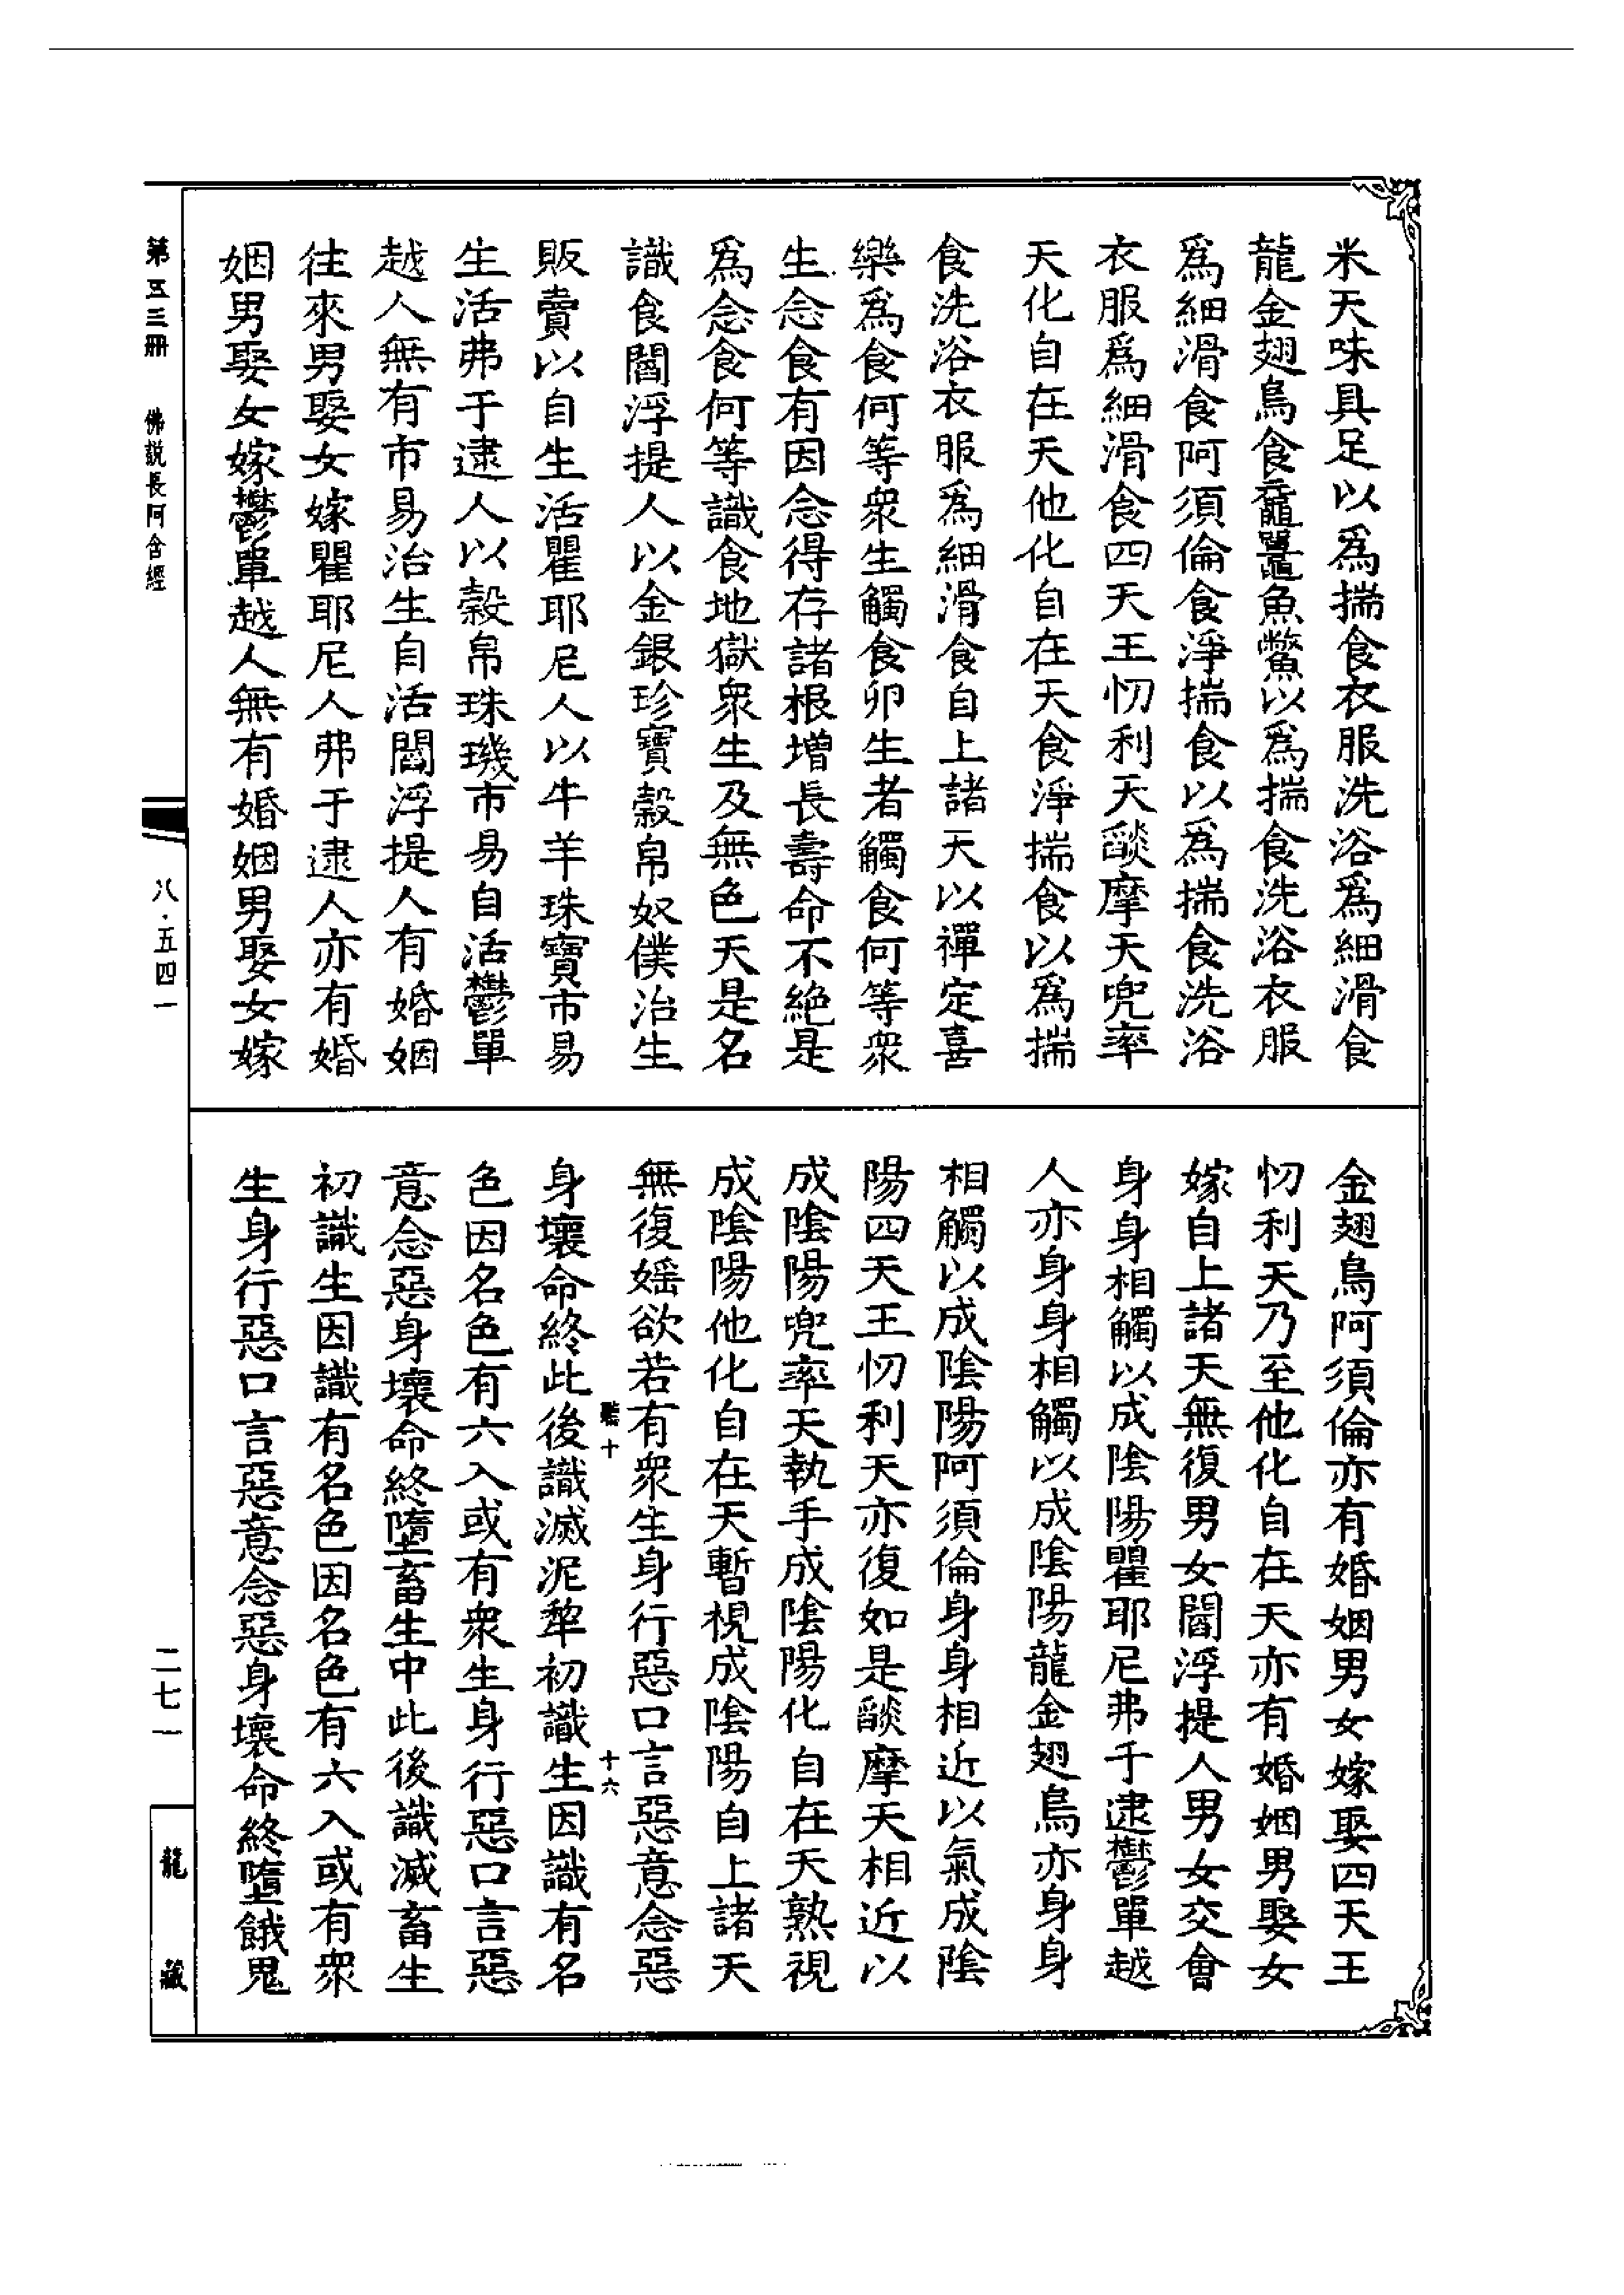 米天味具足以爲揣食衣服洗浴爲細滑食
龍金翅鳥食黿鼉魚鱉以爲揣食洗浴衣服
爲細滑食阿須倫食淨揣食以爲揣食洗浴
衣服爲細滑食四天王忉利天燄摩天兜率
天化自在天他化自在天食淨揣食以爲揣
食洗浴衣服爲細滑食自上諸天以禪定喜
樂爲食何等衆生觸食卵生者觸食何等衆
生念食有因念得存諸根增長壽命不絶是
爲念食何等識食地獄衆生及無色天是名
識食閻浮提人以金銀珍寶穀帛奴僕治生
販賣以自生活瞿耶尼人以牛羊珠寶市易
生活弗于逮人以穀帛珠璣市易自活鬱單
越人無有市易治生自活閻浮提人有婚姻
往來男娶女嫁瞿耶尼人弗于逮人亦有婚
姻男娶女嫁鬱單越人無有婚姻男娶女嫁
金翅鳥阿須倫亦有婚姻男女嫁娶四天王
忉利天乃至他化自在天亦有婚姻男娶女
嫁自上諸天無復男女閻浮提人男女交會
身身相觸以成陰陽瞿耶尼弗于逮鬱單越
人亦身身相觸以成陰陽龍金翅鳥亦身身
相觸以成陰陽阿須倫身身相近以氣成陰
陽四天王忉利天亦復如是燄摩天相近以
成陰陽兜率天執手成陰陽化自在天熟視
成陰陽他化自在天暫視成陰陽自上諸天
無復婬欲若有衆生身行惡口言惡意念惡
十 十六
身壞命終此後識滅泥犂初識生因識有名
色因名色有六入或有衆生身行惡口言惡
意念惡身壞命終墮畜生中此後識滅畜生
初識生因識有名色因名色有六入或有衆
生身行惡口言惡意念惡身壞命終墮餓鬼
第五三册 佛説長阿含經
八·五四一
二七一
龍藏